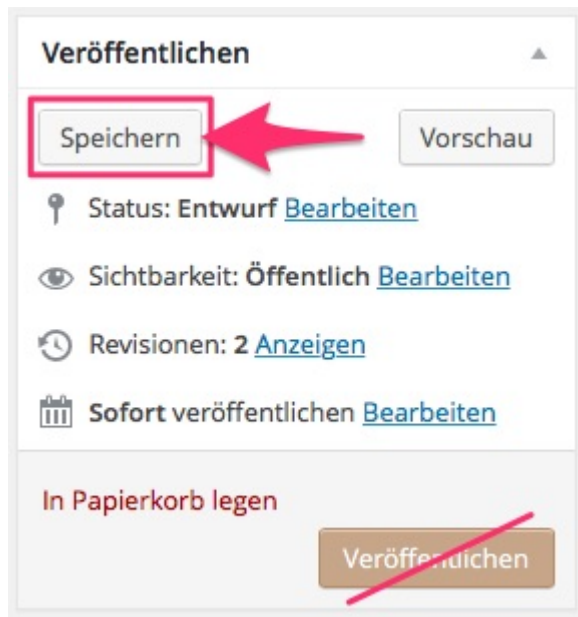 Veröffentlichen
Speichern
Vorschau
Status: Entwurf Bearbeiten
Sichtbarkeit: Öffentlich Bearbeiten
Revisionen: 2 Anzeigen
Sofort veröffentlichen Bearbeiten
In Papierkorb legen
Veröffentlichen